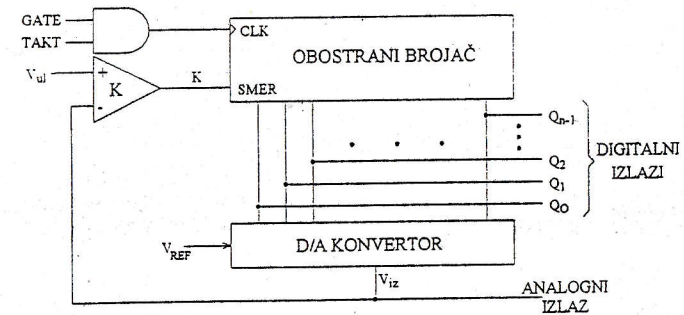 GATE
TAKT
CLK
OBOSTRANI BROJAČ
V_ul
+
K
-
K
SMER
Q_n-1
Q_2
Q_1
Q_0
DIGITALNI
IZLAZI
V_REF
D/A KONVERTOR
V_iz
ANALOGNI
IZLAZ